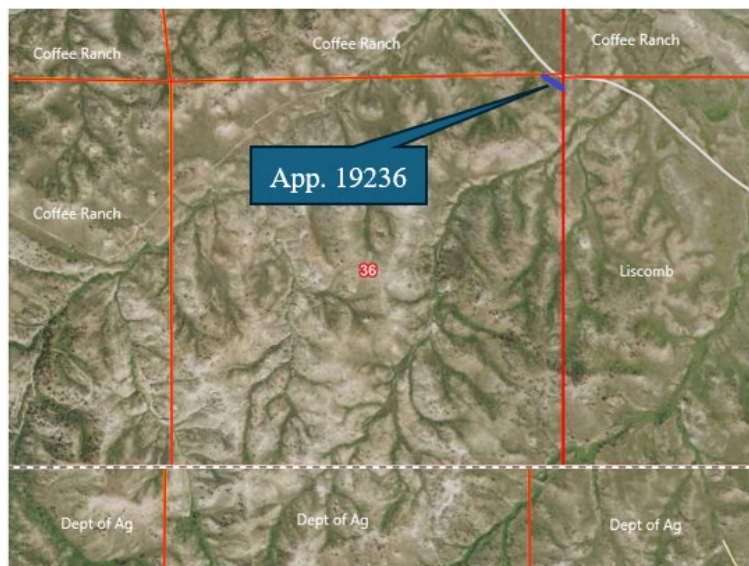 Coffee Ranch
Coffee Ranch
Coffee Ranch
App. 19236
Coffee Ranch
36
Liscomb
Dept of Ag
Dept of Ag
Dept of Ag